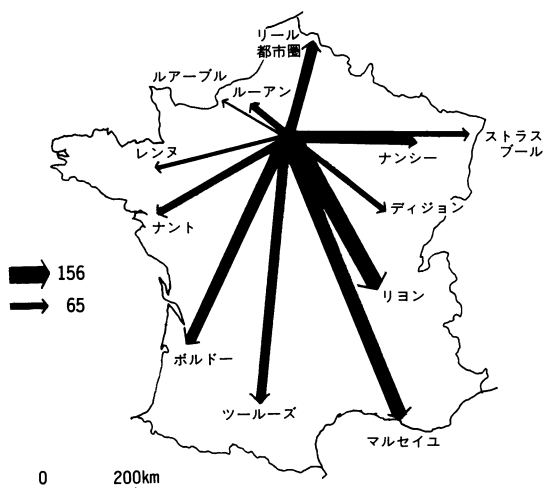 リール
都市圏
ルアーブル
ルーアン
ストラス
ブール
レンヌ
ナンシー
ディジョン
ナント
156
65
リヨン
ボルドー
ツールーズ
マルセイユ
0 200km